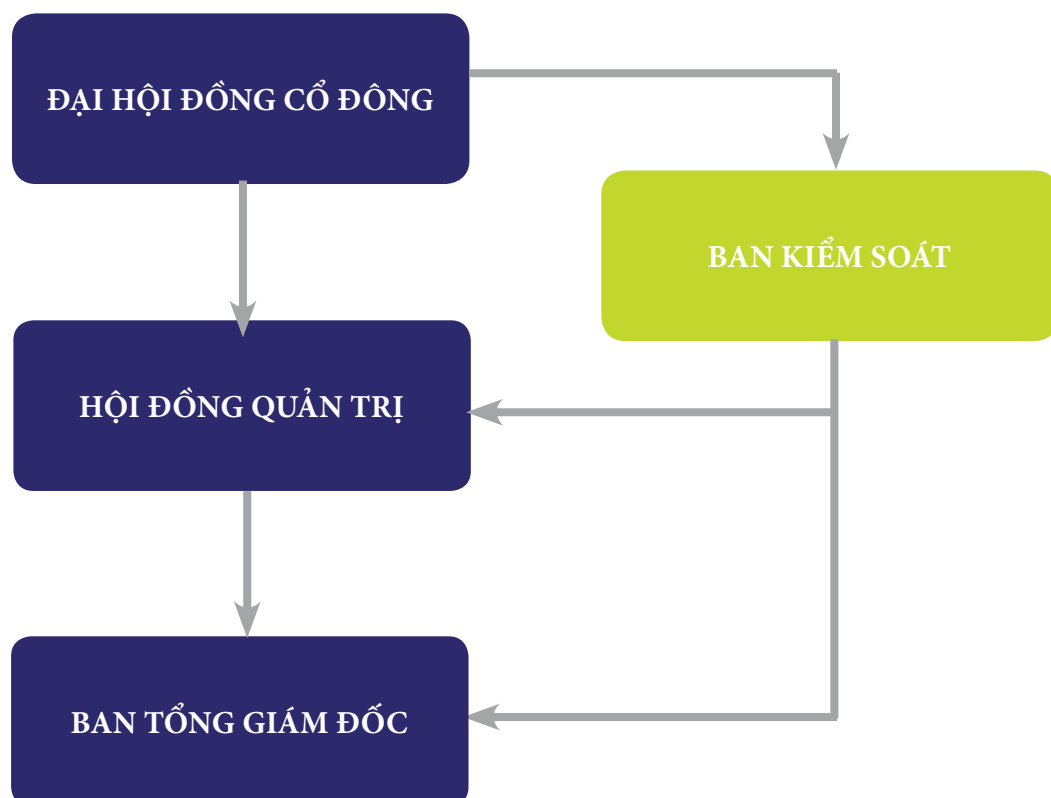 ĐẠI HỘI ĐỒNG CỔ ĐÔNG
BAN KIỂM SOÁT
HỘI ĐỒNG QUẢN TRỊ
BAN TỔNG GIÁM ĐỐC